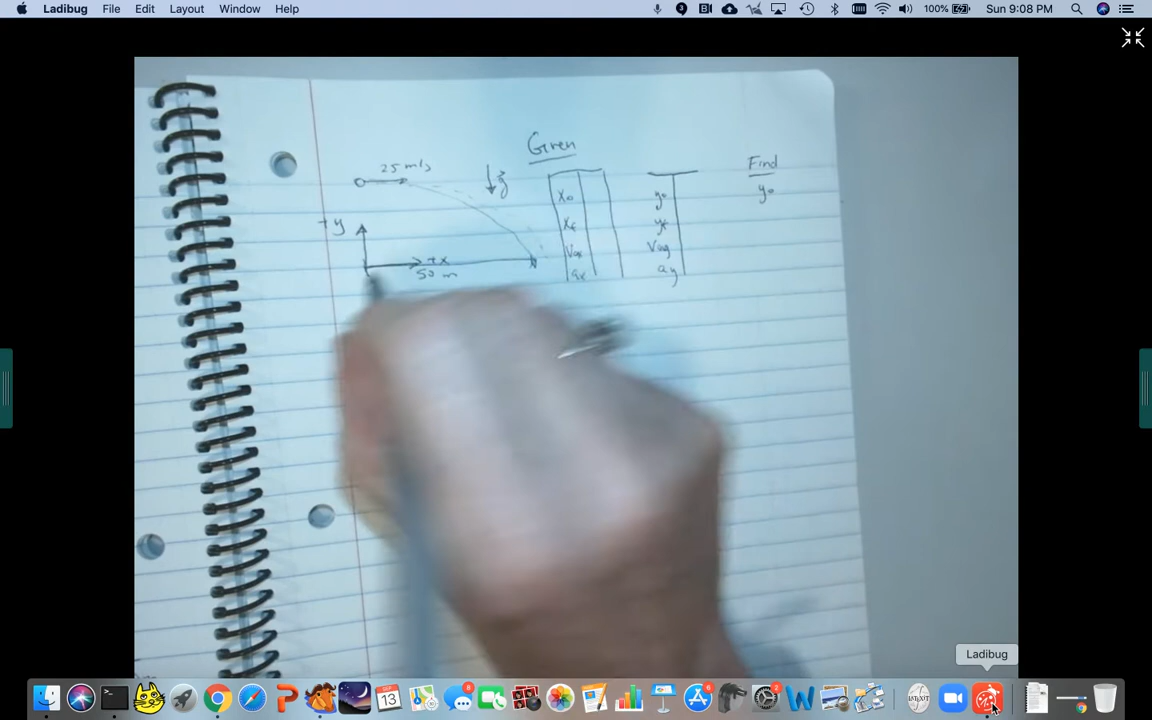 Ladibug File Edit Layout Window Help
100% Sun 9:08 PM
Given
25 m/s
g
Find
x0 y0 y0
+y
xf yf
v0x v0y
+x
50 m
ax ay
Ladibug